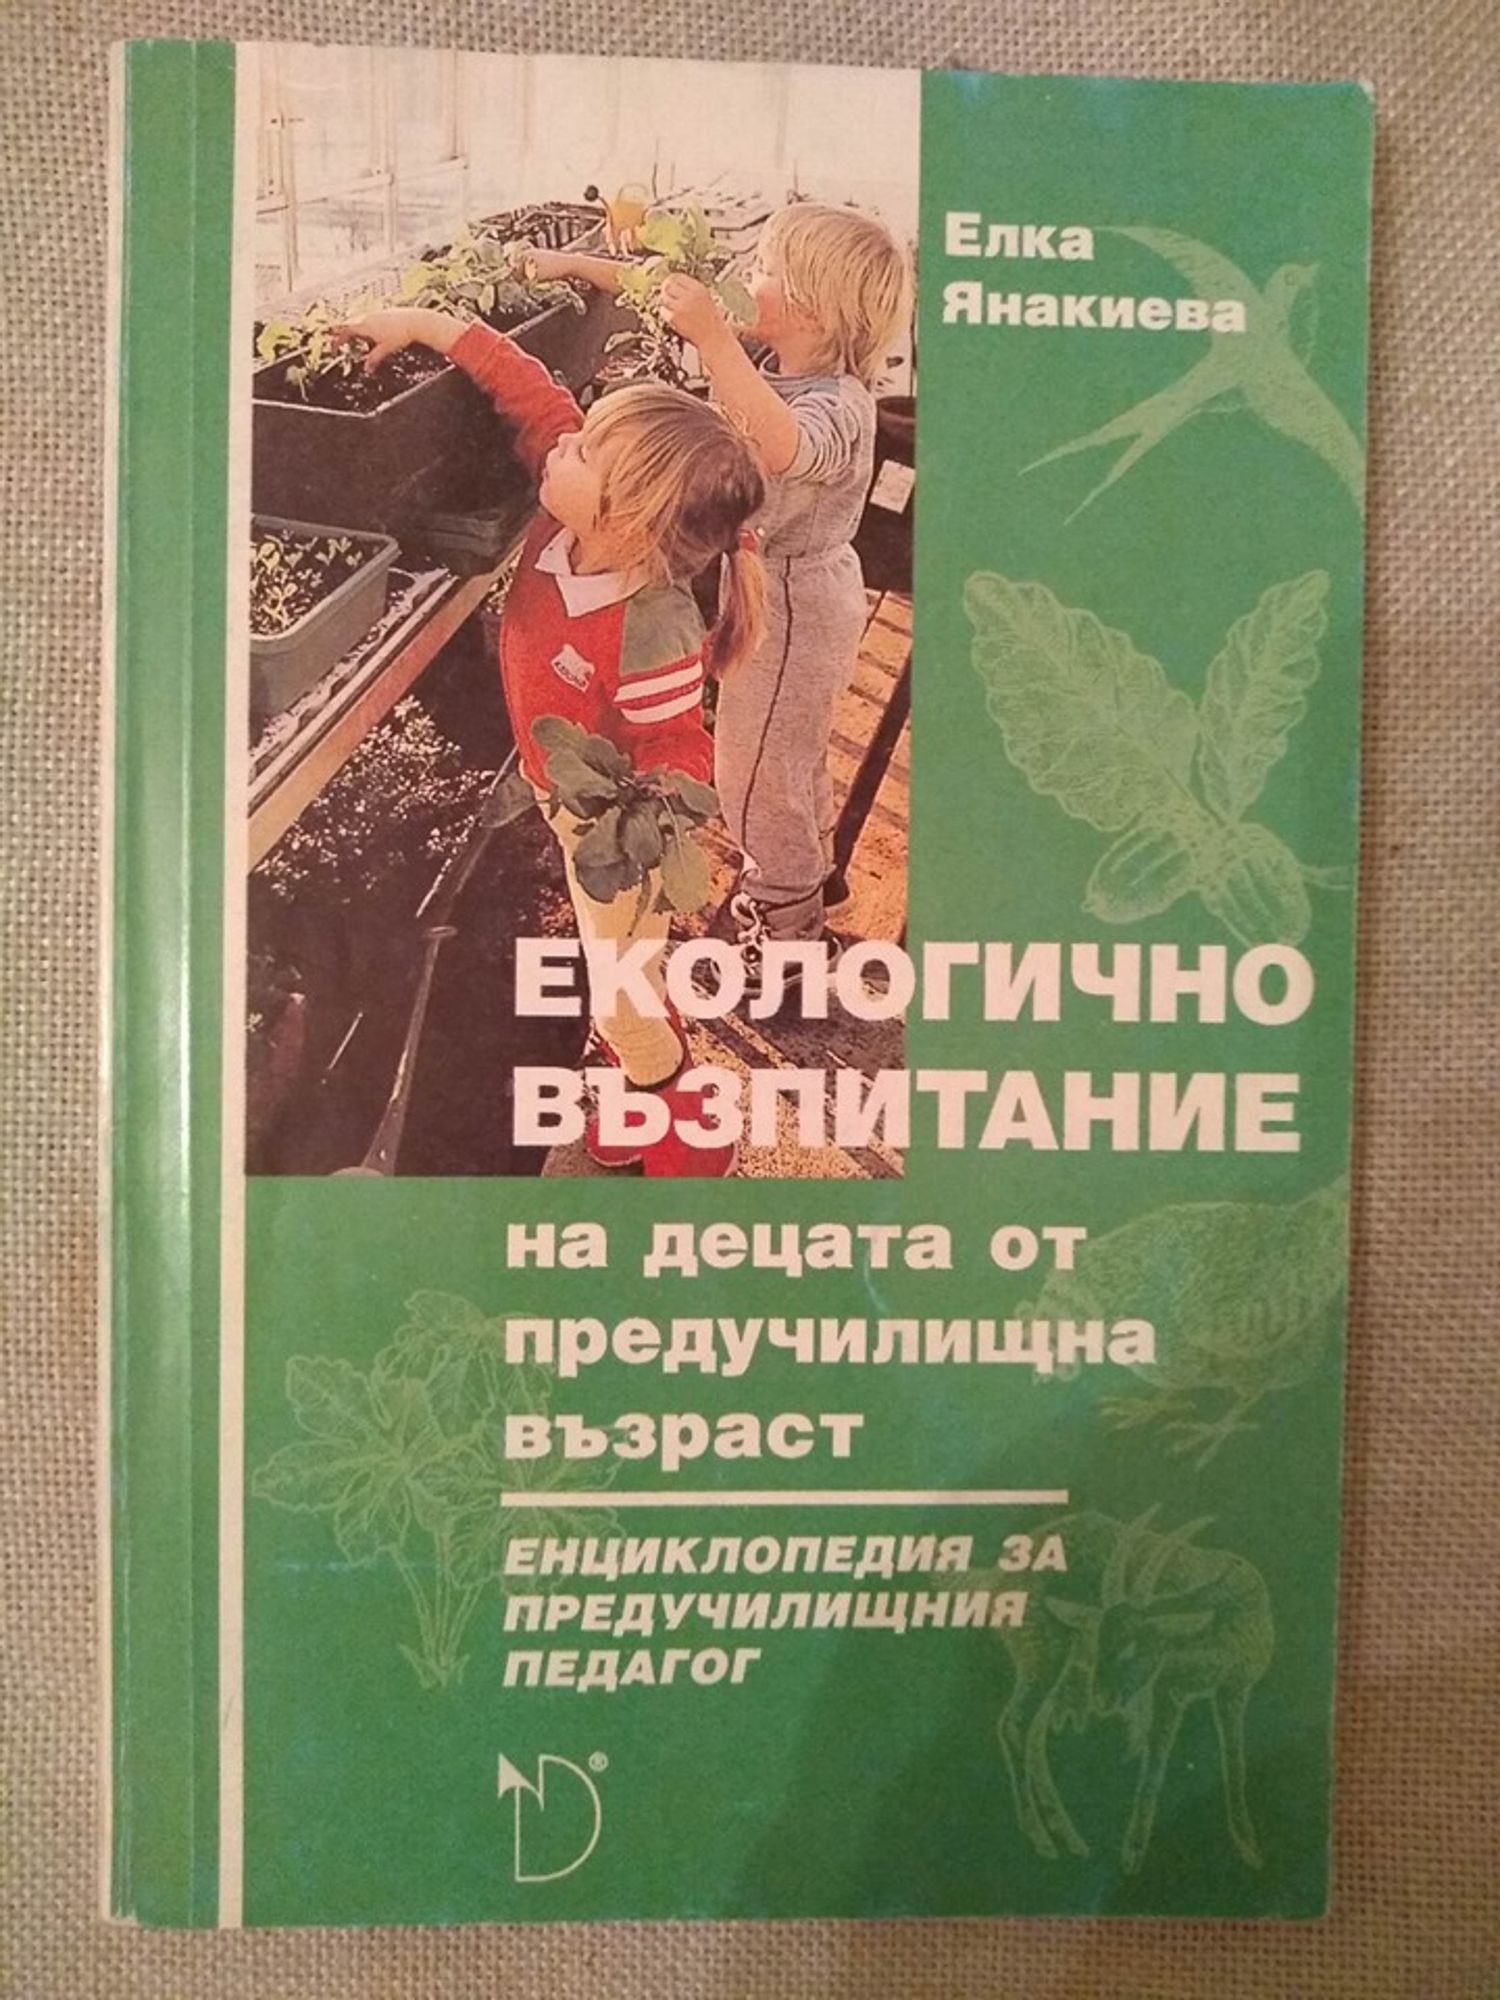 Елка
Янакиева
ЕКОЛОГИЧНО
ВЪЗПИТАНИЕ
на децата от
предучилищна
възраст
ЕНЦИКЛОПЕДИЯ ЗА
ПРЕДУЧИЛИЩНИЯ
ПЕДАГОГ
D®